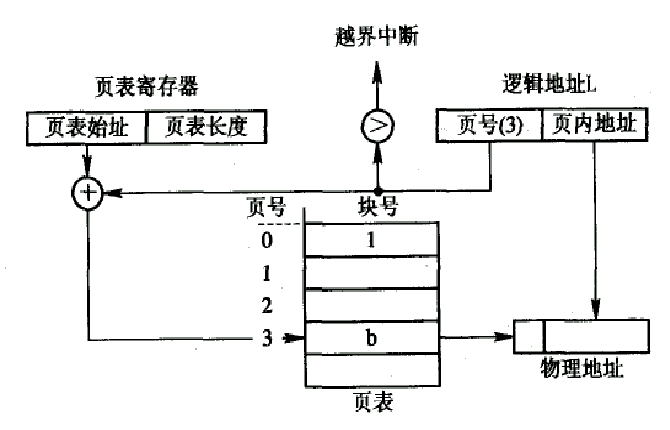 越界中断
页表寄存器
逻辑地址L
页表始址 页表长度
>
页号(3) 页内地址
+
页号 块号
0 1
1
2
3 b
物理地址
页表